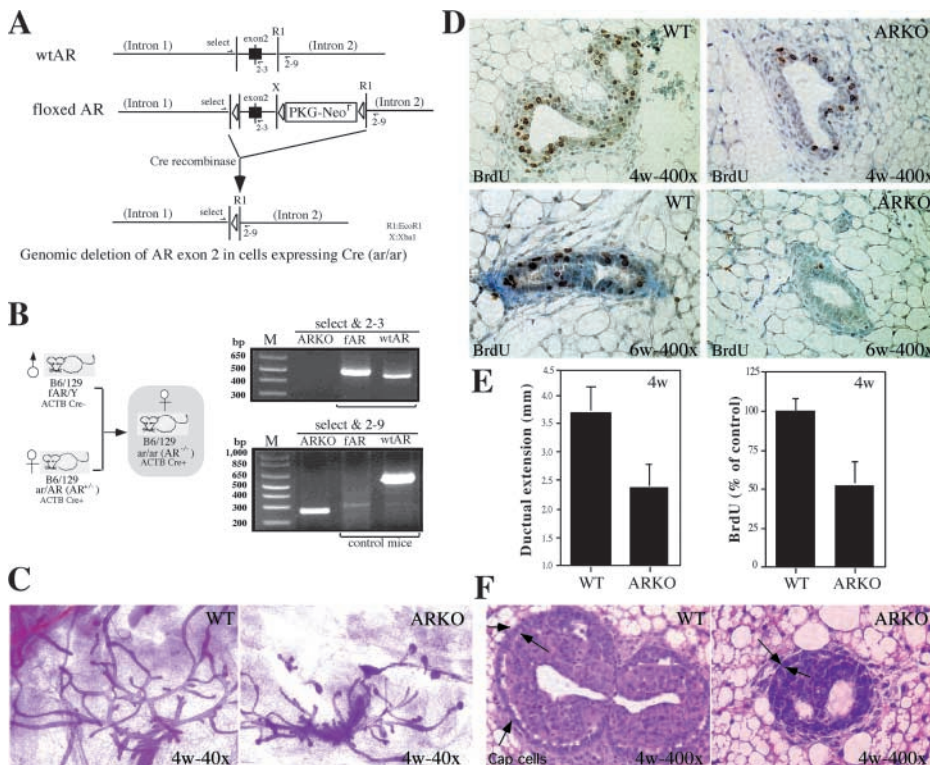 A
wtAR
(Intron 1)
select
exon2
R1
(Intron 2)
2-3
2-9
floxed AR
(Intron 1)
select
exon2
X
PKG-Neo^r
R1
(Intron 2)
2-3
2-9
Cre recombinase
(Intron 1)
select
R1
(Intron 2)
2-9
R1:EcoR1
X:Xba1
Genomic deletion of AR exon 2 in cells expressing Cre (ar/ar)
B
B6/129
fAR/Y
ACTB Cre-
B6/129
ar/AR (AR+/-)
ACTB Cre+
B6/129
ar/ar (AR-/-)
ACTB Cre+
select & 2-3
bp M ARKO fAR wtAR
650
500
400
300
select & 2-9
bp M ARKO fAR wtAR
1,000
850
650
500
400
300
200
control mice
C
WT
4w-40x
ARKO
4w-40x
D
WT
BrdU 4w-400x
ARKO
BrdU 4w-400x
WT
BrdU 6w-400x
ARKO
BrdU 6w-400x
E
4w
Ductual extension (mm)
4.5
4.0
3.5
3.0
2.5
2.0
1.5
1.0
WT ARKO
4w
BrdU (% of control)
125
100
75
50
25
0
WT ARKO
F
WT
Cap cells
4w-400x
ARKO
4w-400x